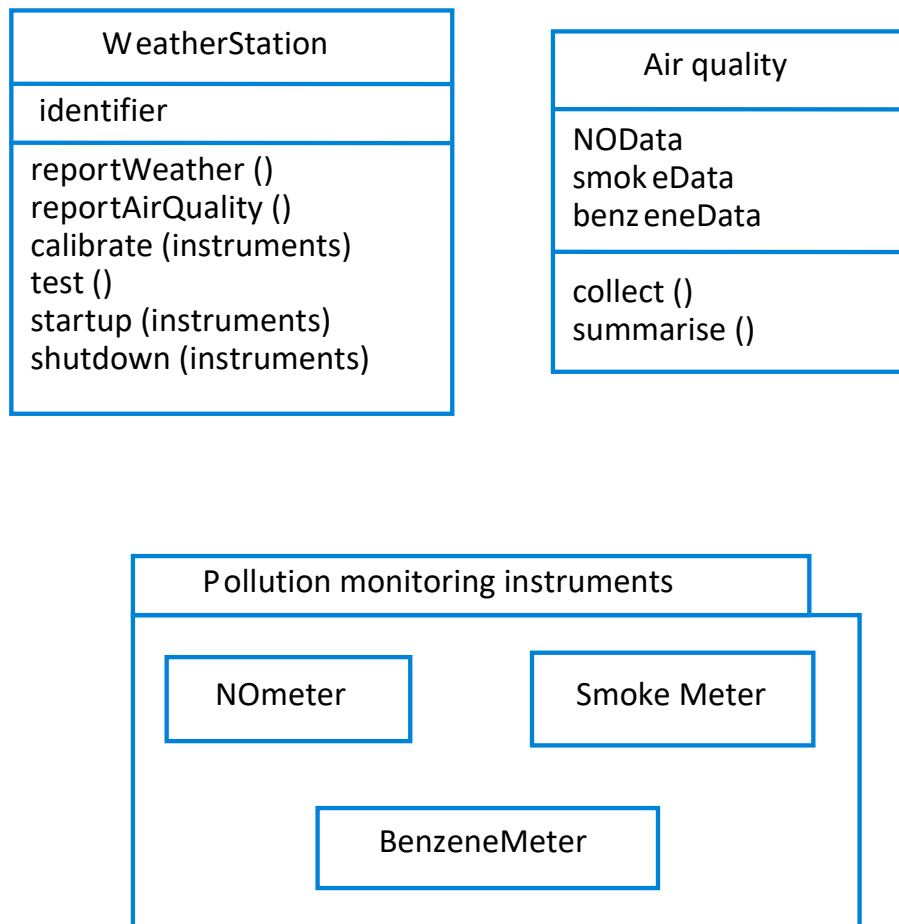 WeatherStation
identifier
reportWeather ()
reportAirQuality ()
calibrate (instruments)
test ()
startup (instruments)
shutdown (instruments)
Air quality
NOData
smokeData
benzeneData
collect ()
summarise ()
Pollution monitoring instruments
NOmeter
Smoke Meter
BenzeneMeter